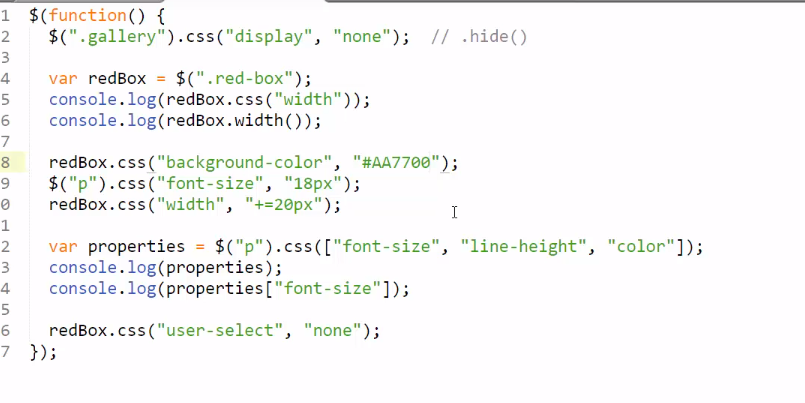 1 $(function() {
2 $(".gallery").css("display", "none"); // .hide()
3
4 var redBox = $(".red-box");
5 console.log(redBox.css("width"));
6 console.log(redBox.width());
7
8 redBox.css("background-color", "#AA7700");
9 $("p").css("font-size", "18px");
0 redBox.css("width", "+=20px");
1
2 var properties = $("p").css(["font-size", "line-height", "color"]);
3 console.log(properties);
4 console.log(properties["font-size"]);
5
6 redBox.css("user-select", "none");
7 });